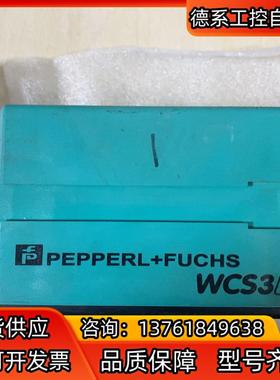 德系工控自
PEPPERL+FUCHS
WCS3
货供应
咨询：13761849638
可开发票
品质保障
型号齐